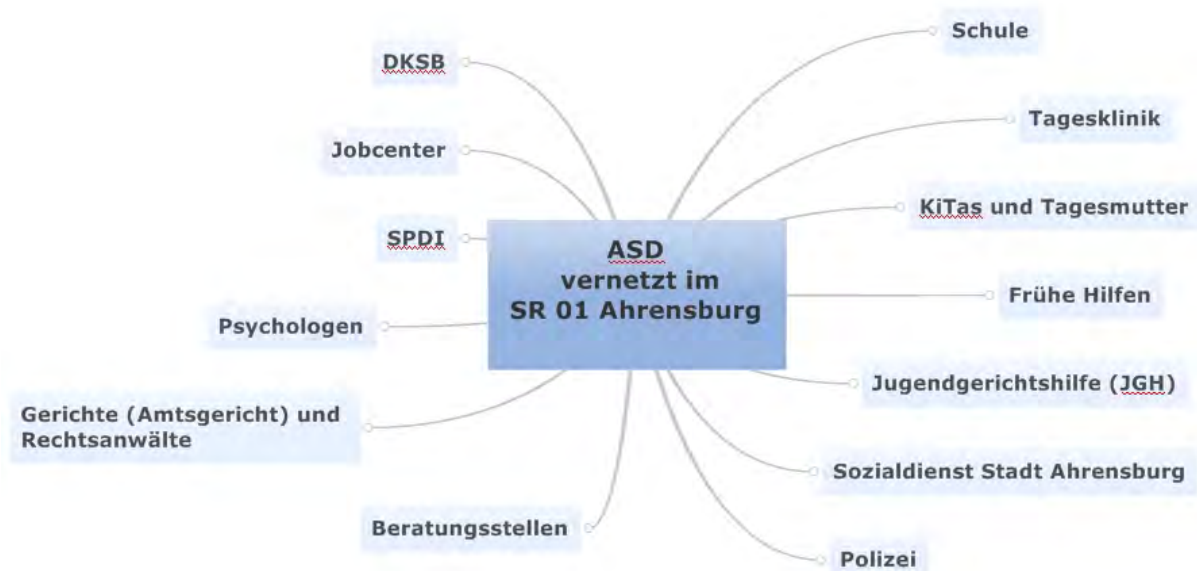 Schule
DKSB
Tagesklinik
Jobcenter
KiTas und Tagesmutter
SPDI
ASD
vernetzt im
SR 01 Ahrensburg
Frühe Hilfen
Psychologen
Jugendgerichtshilfe (JGH)
Gerichte (Amtsgericht) und
Rechtsanwälte
Sozialdienst Stadt Ahrensburg
Beratungsstellen
Polizei